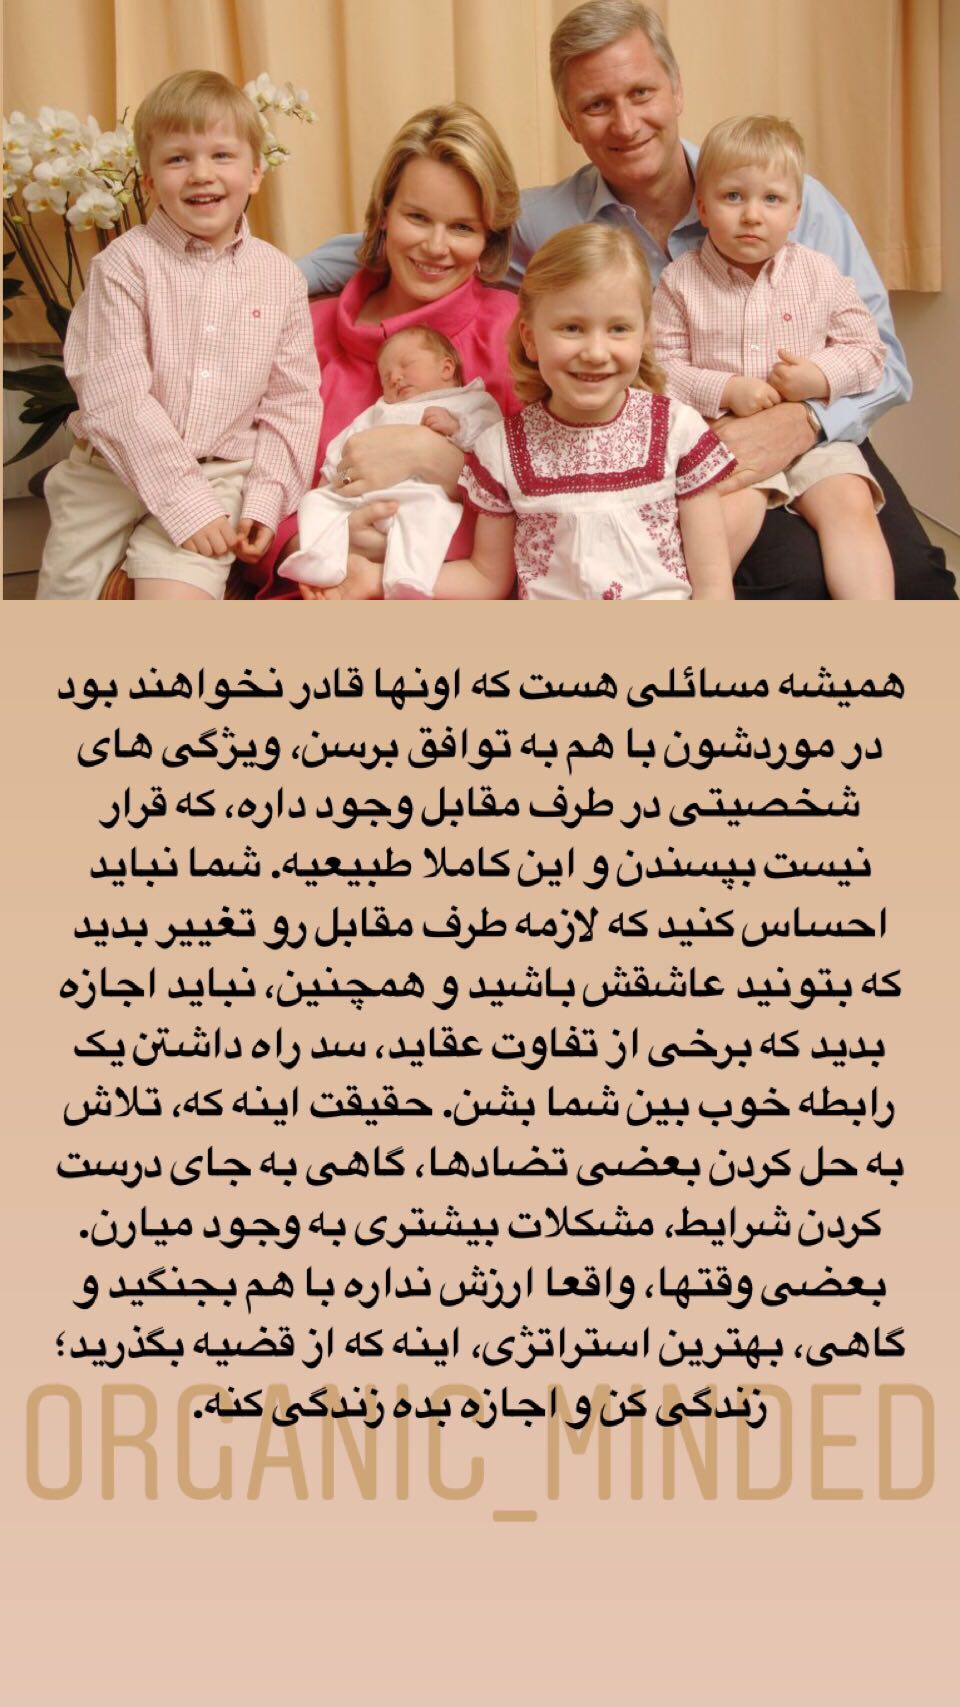 همیشه مسائلی هست که اونها قادر نخواهند بود
در موردشون با هم به توافق برسن، ویژگی های
شخصیتی در طرف مقابل وجود داره، که قرار
نیست بپسندن و این کاملا طبیعیه. شما نباید
احساس کنید که لازمه طرف مقابل رو تغییر بدید
که بتونید عاشقش باشید و همچنین، نباید اجازه
بدید که برخی از تفاوت عقاید، سد راه داشتن یک
رابطه خوب بین شما بشن. حقیقت اینه که، تلاش
به حل کردن بعضی تضادها، گاهی به جای درست
کردن شرایط، مشکلات بیشتری به وجود میارن.
بعضی وقتها، واقعا ارزش نداره با هم بجنگید و
گاهی، بهترین استراتژی، اینه که از قضیه بگذرید؛
زندگی کن و اجازه بده زندگی کنه.
ORGANIC_MINDED